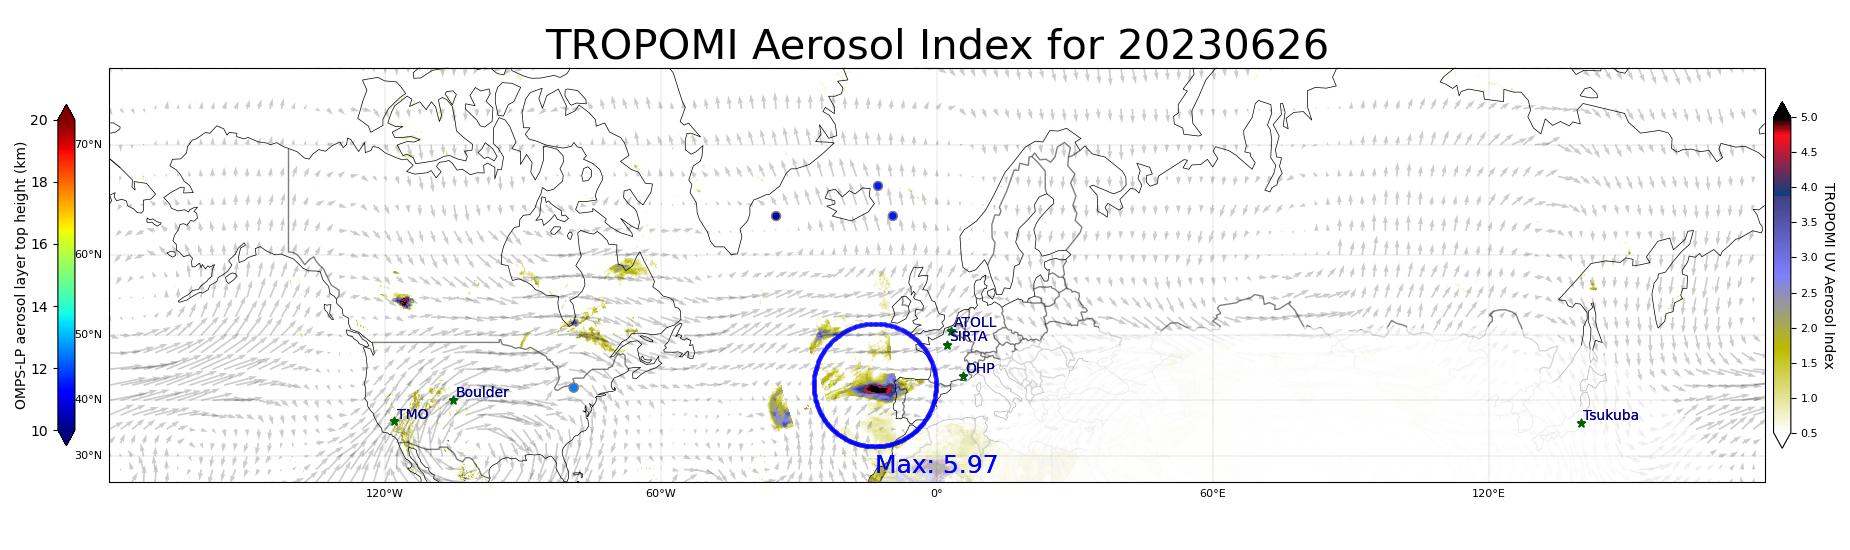 TROPOMI Aerosol Index for 20230626
OMPS-LP aerosol layer top height (km)
20
18
16
14
12
10
70°N
60°N
50°N
40°N
30°N
120°W
60°W
0°
60°E
120°E
ATOLL
SIRTA
OHP
Boulder
TMO
Tsukuba
Max: 5.97
5.0
4.5
4.0
3.5
3.0
2.5
2.0
1.5
1.0
0.5
TROPOMI UV Aerosol Index